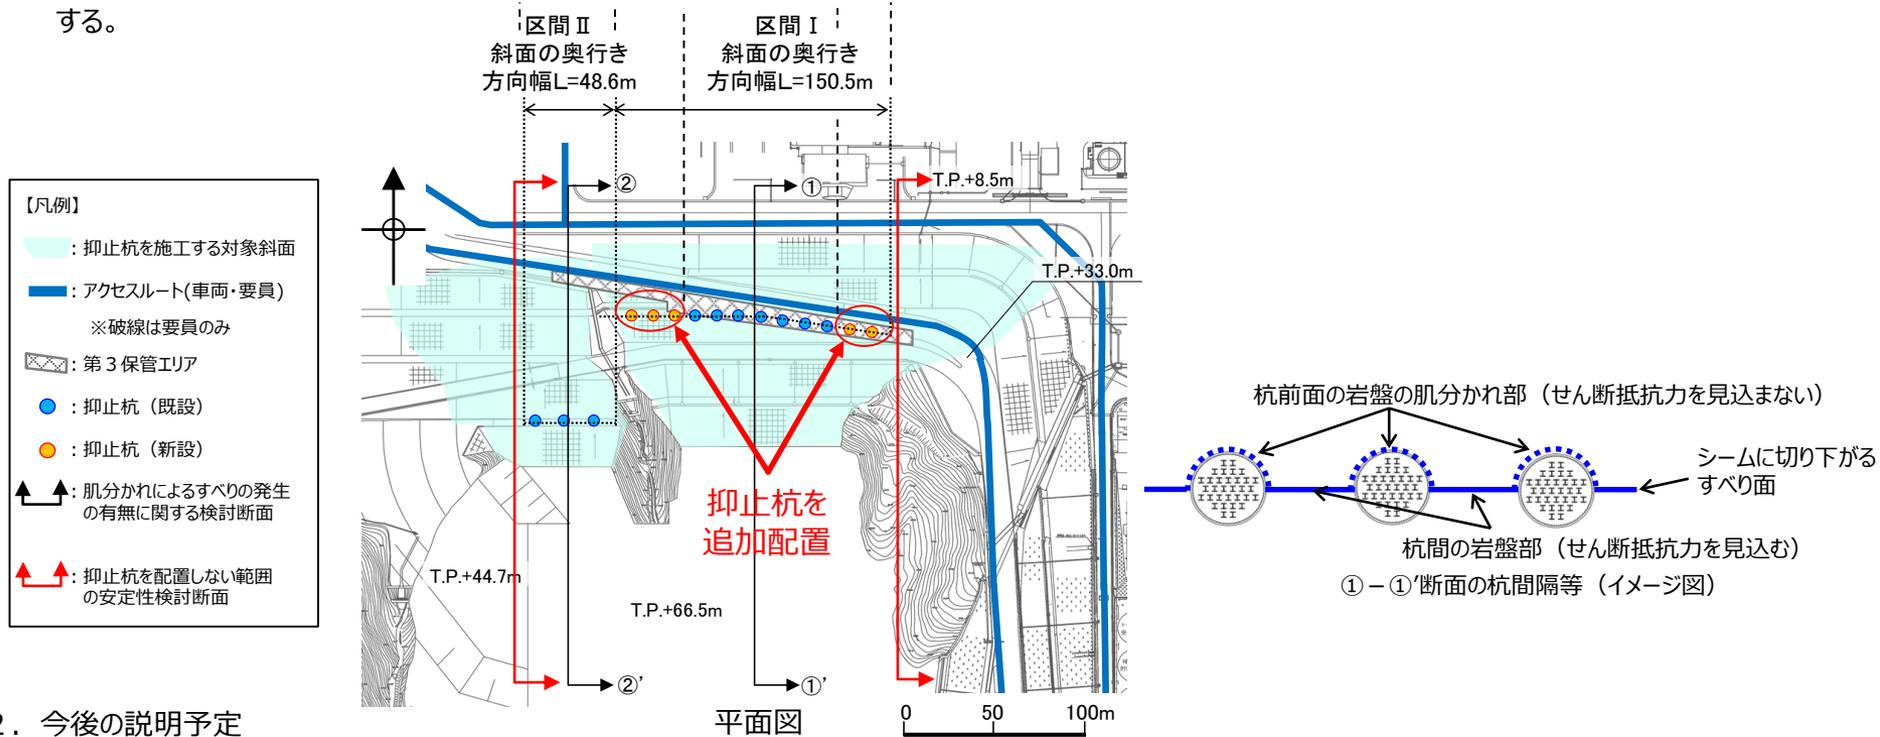 する。
区間Ⅱ
斜面の奥行き
方向幅L=48.6m
区間Ⅰ
斜面の奥行き
方向幅L=150.5m
【凡例】
：抑止杭を施工する対象斜面
：アクセスルート(車両・要員)
※破線は要員のみ
：第３保管エリア
：抑止杭（既設）
：抑止杭（新設）
：肌分かれによるすべりの発生
の有無に関する検討断面
：抑止杭を配置しない範囲
の安定性検討断面
②
①
T.P.+8.5m
T.P.+33.0m
抑止杭を
追加配置
T.P.+44.7m
T.P.+66.5m
②'
①'
平面図
0 50 100m
杭前面の岩盤の肌分かれ部（せん断抵抗力を見込まない）
シームに切り下がる
すべり面
杭間の岩盤部（せん断抵抗力を見込む）
①－①'断面の杭間隔等（イメージ図）
２．今後の説明予定